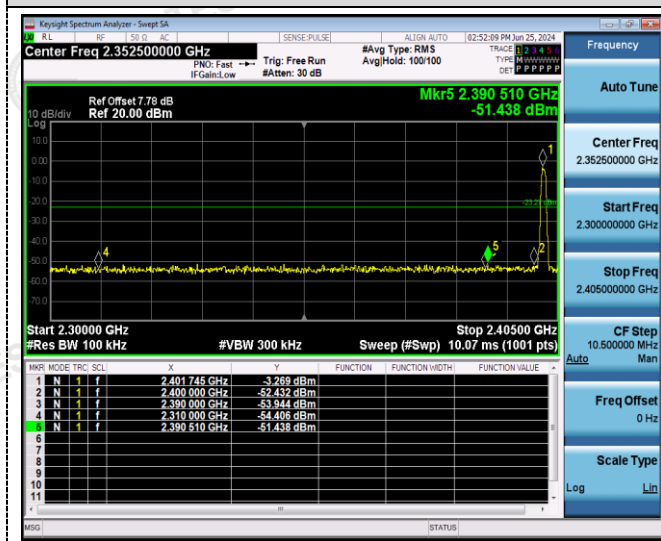 Keysight Spectrum Analyzer - Swept SA
RL RF 50 Ω AC SENSE:PULSE ALIGN AUTO 02:52:09 PM Jun 25, 2024
Center Freq 2.352500000 GHz #Avg Type: RMS TRACE 1 2 3 4 5 6 Frequency
PNO: Fast Trig: Free Run Avg|Hold: 100/100 TYPE M WWWWW
IFGain:Low #Atten: 30 dB DET P P P P P P
Auto Tune
Mkr5 2.390 510 GHz
Ref Offset 7.78 dB
10 dB/div Ref 20.00 dBm -51.438 dBm
Log
10.0
0.00
-10.0
-20.0
-30.0
-40.0
-50.0
-60.0
-70.0
1
4
5
2
Center Freq
2.352500000 GHz
Start Freq
2.300000000 GHz
Stop Freq
2.405000000 GHz
Start 2.30000 GHz Stop 2.40500 GHz
#Res BW 100 kHz #VBW 300 kHz Sweep (#Swp) 10.07 ms (1001 pts)
CF Step
10.500000 MHz
Auto Man
MKR MODE TRC SCL X Y FUNCTION FUNCTION WIDTH FUNCTION VALUE
1 N 1 f 2.401 745 GHz -3.269 dBm
2 N 1 f 2.400 000 GHz -52.432 dBm
3 N 1 f 2.390 000 GHz -53.944 dBm
4 N 1 f 2.310 000 GHz -54.406 dBm
5 N 1 f 2.390 510 GHz -51.438 dBm
6
7
8
9
10
11
Freq Offset
0 Hz
Scale Type
Log Lin
MSG STATUS